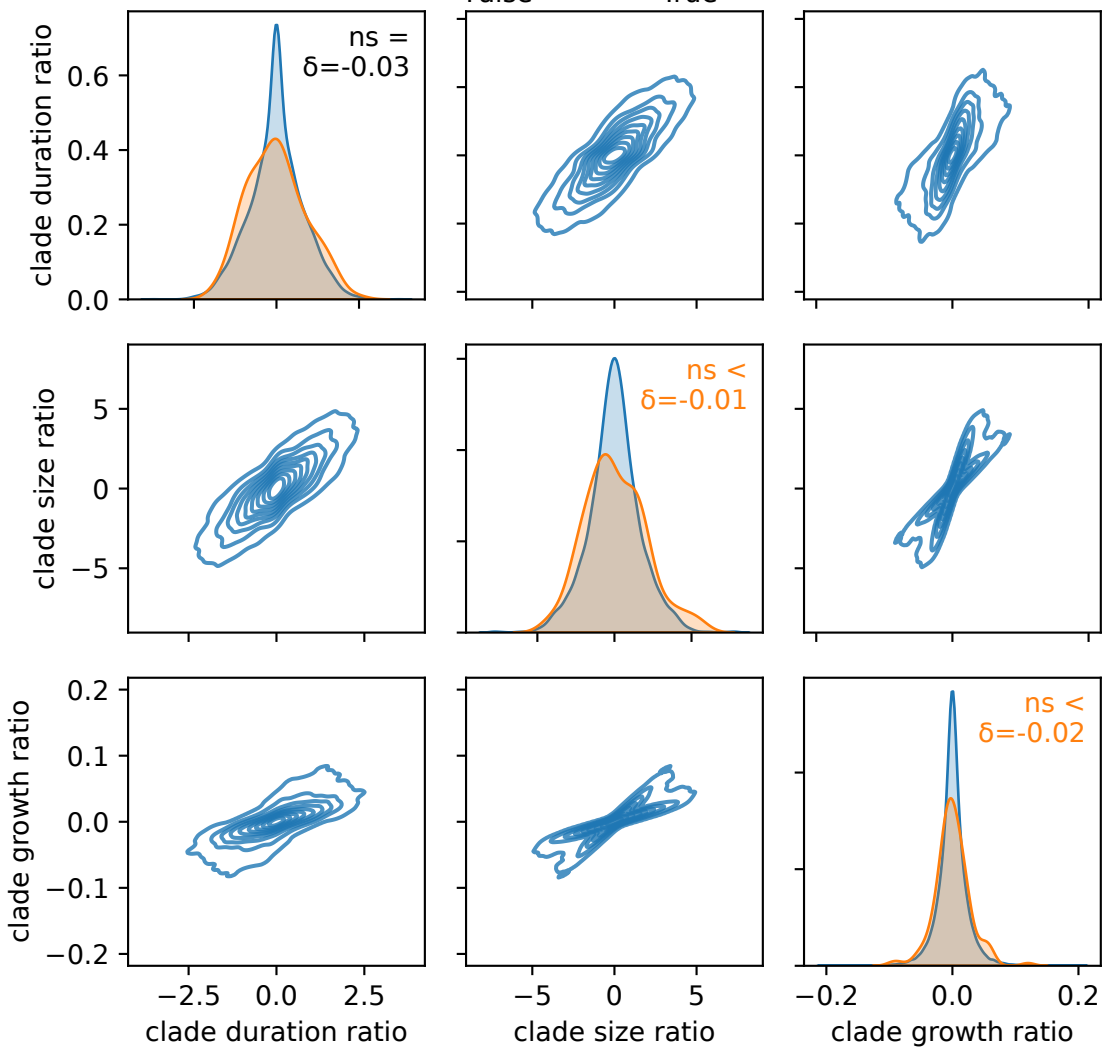 ns =
δ=-0.03
clade duration ratio
0.6
0.4
0.2
0.0
ns <
δ=-0.01
clade size ratio
5
0
−5
ns <
δ=-0.02
clade growth ratio
0.2
0.1
0.0
−0.1
−0.2
−2.5 0.0 2.5
−5 0 5
−0.2 0.0 0.2
clade duration ratio
clade size ratio
clade growth ratio